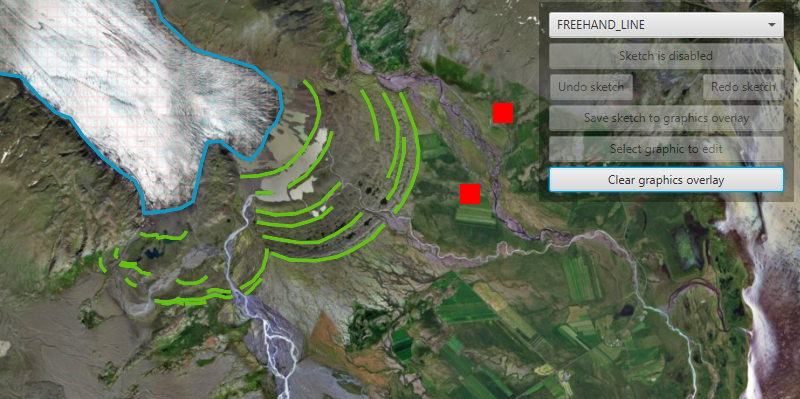 FREEHAND_LINE
Sketch is disabled
Undo sketch Redo sketch
Save sketch to graphics overlay
Select graphic to edit
Clear graphics overlay